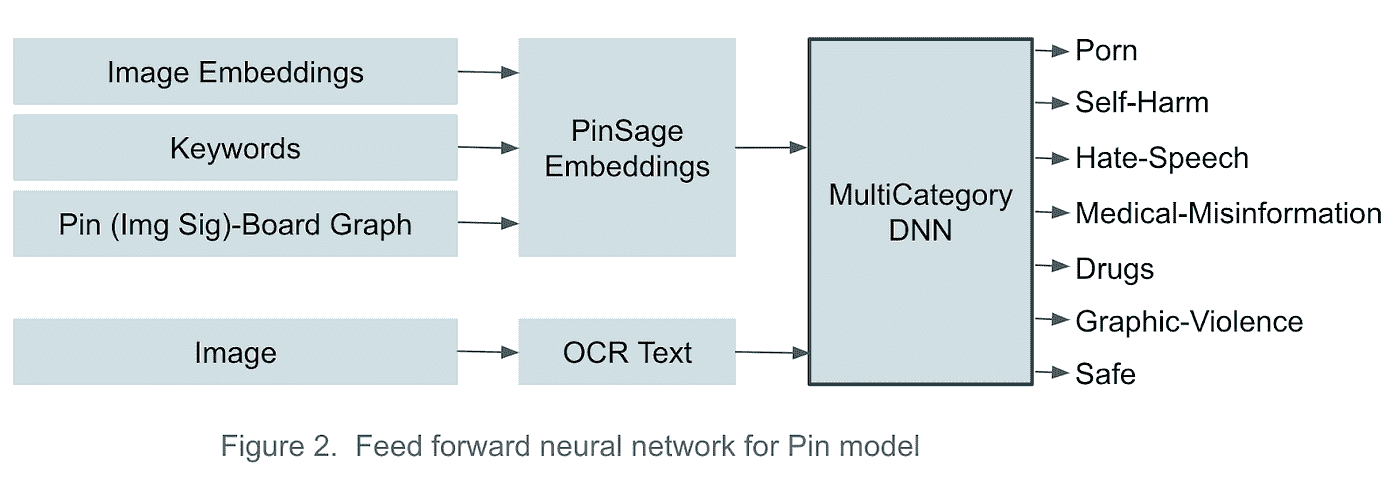 Image Embeddings
Keywords
Pin (Img Sig)-Board Graph
Image
PinSage
Embeddings
OCR Text
MultiCategory
DNN
Porn
Self-Harm
Hate-Speech
Medical-Misinformation
Drugs
Graphic-Violence
Safe
Figure 2.  Feed forward neural network for Pin model